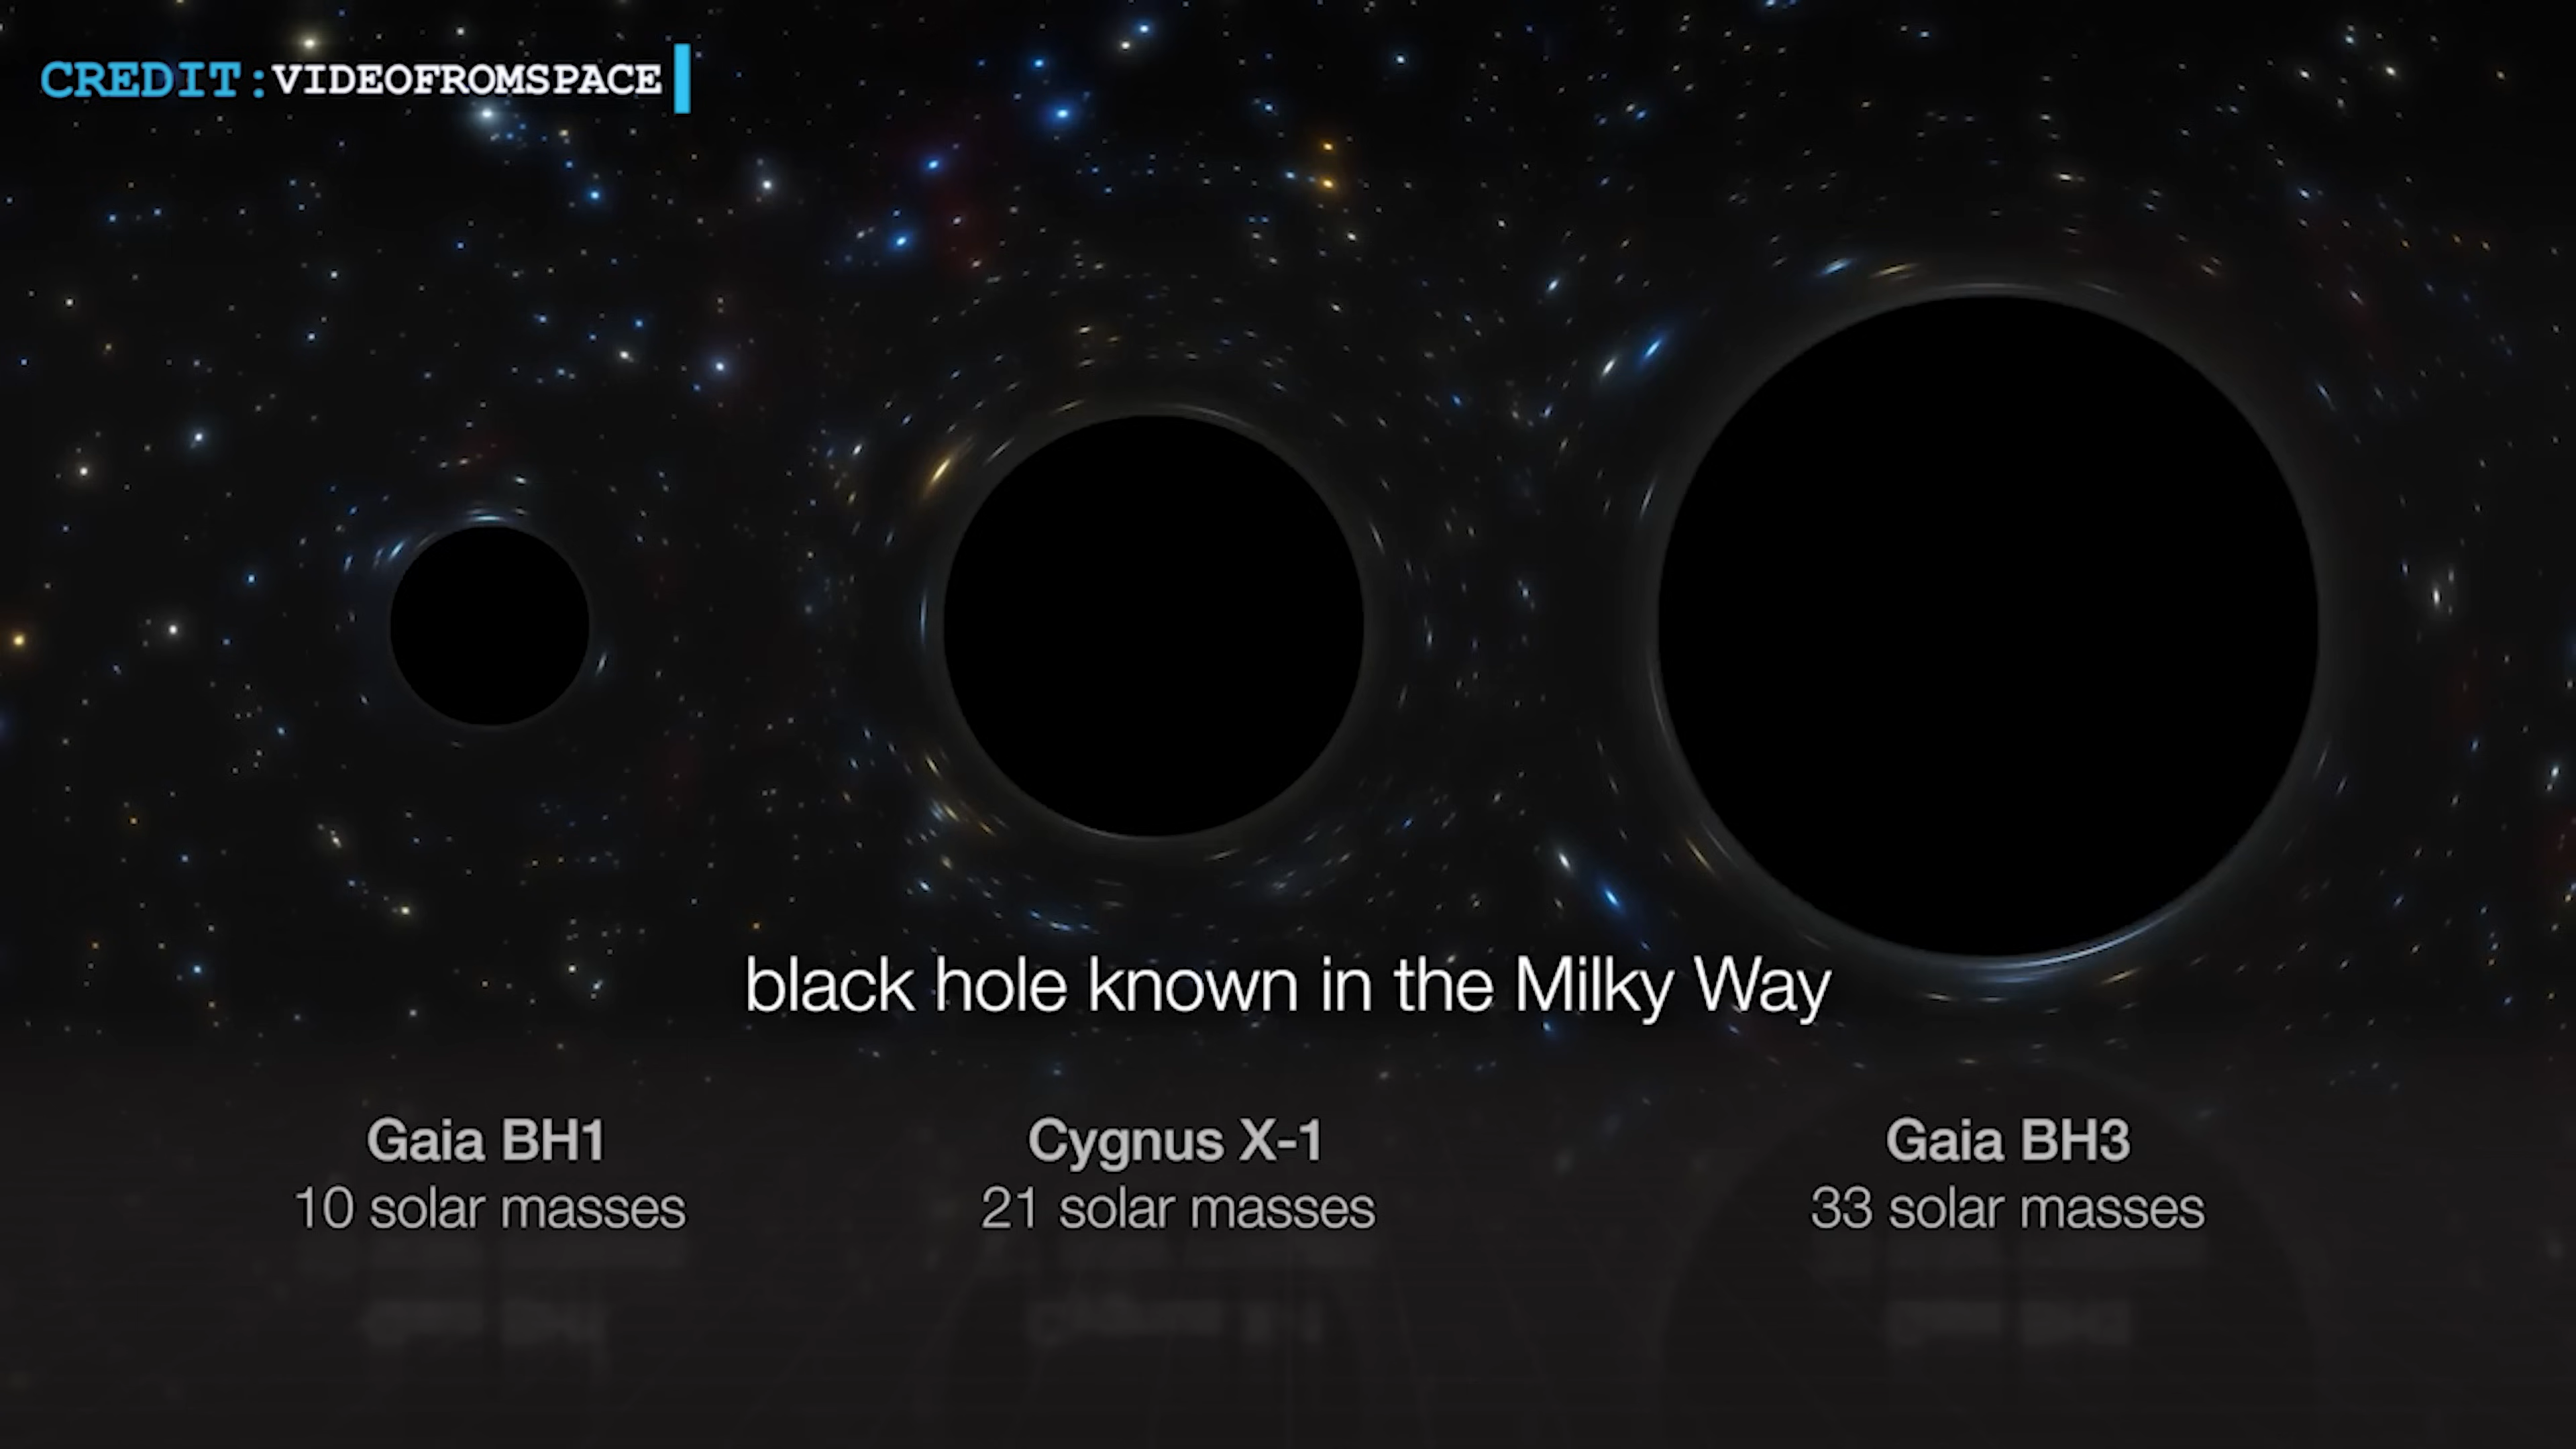 CREDIT:VIDEOFROMSPACE
black hole known in the Milky Way
Gaia BH1
10 solar masses
Cygnus X-1
21 solar masses
Gaia BH3
33 solar masses